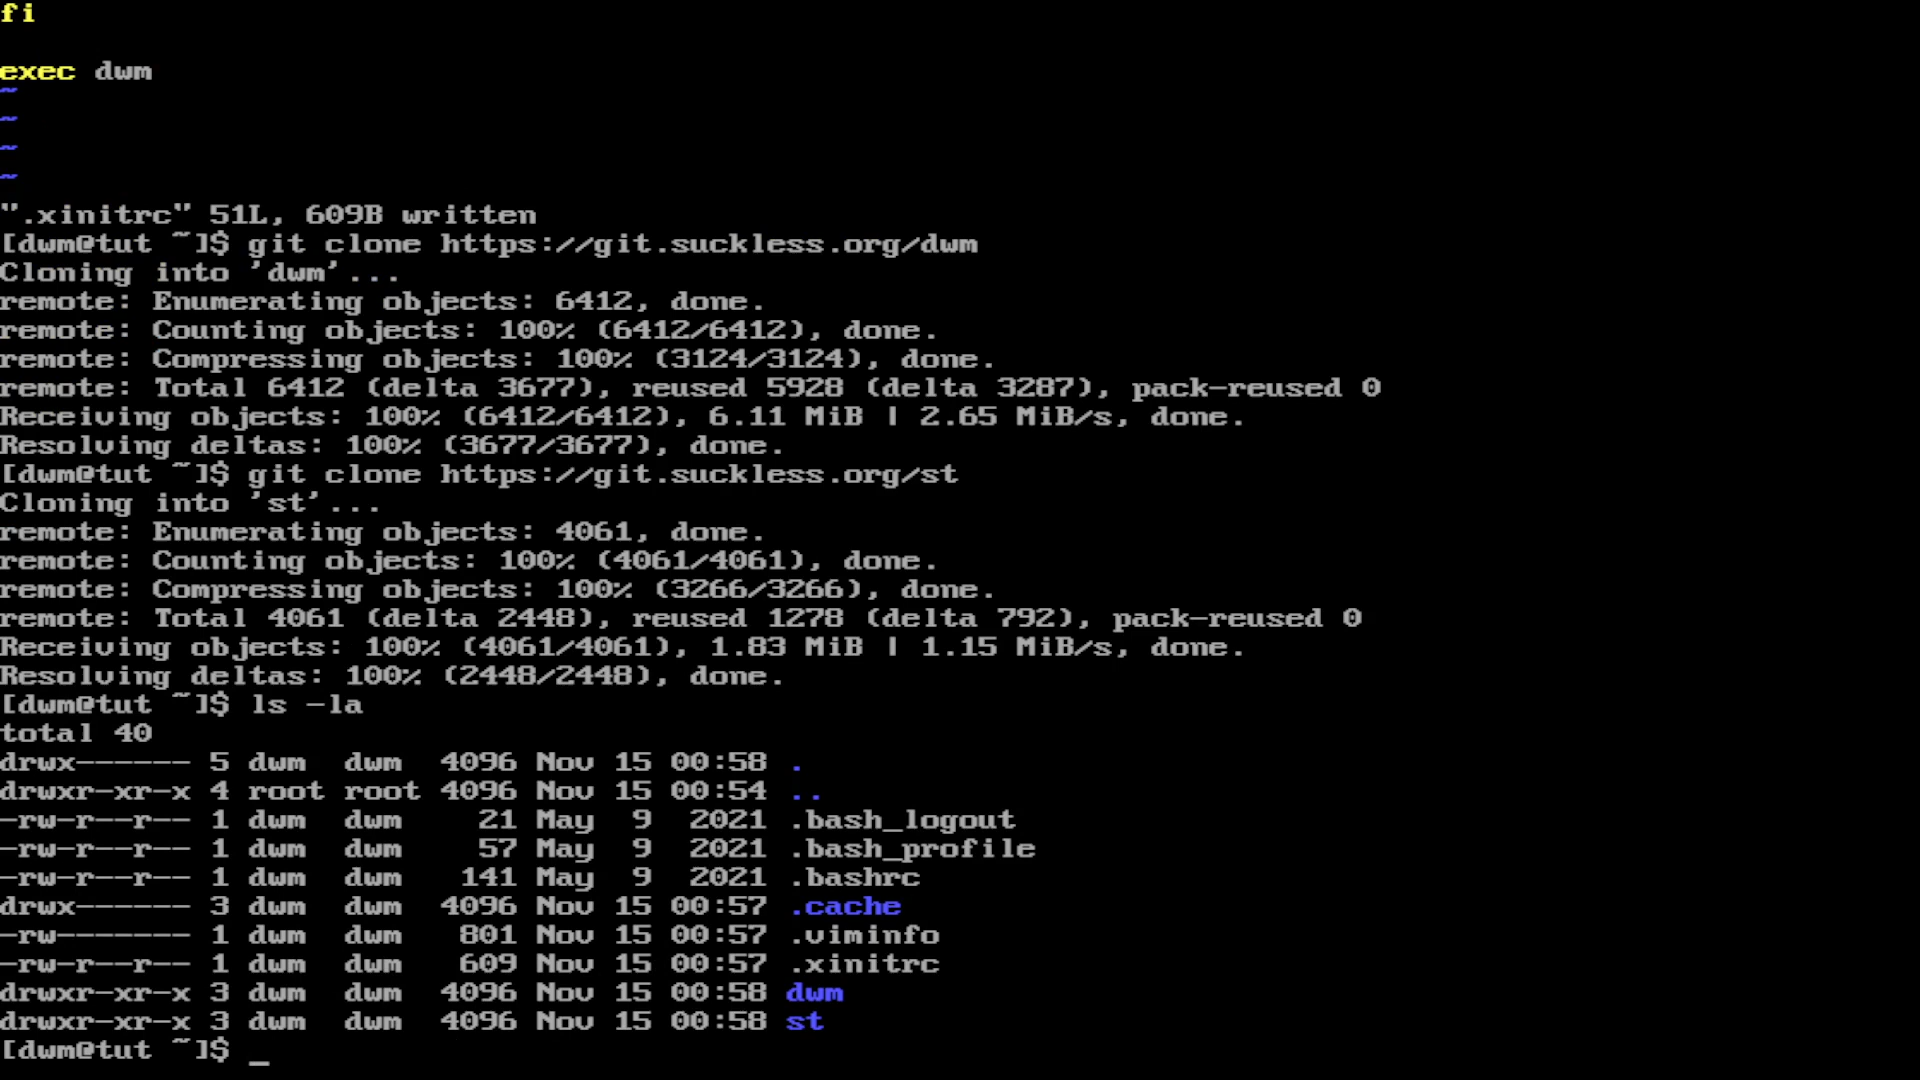 fi
exec dwm
~
~
~
~
".xinitrc" 51L, 609B written
[dwm@tut ~]$ git clone https://git.suckless.org/dwm
Cloning into 'dwm'...
remote: Enumerating objects: 6412, done.
remote: Counting objects: 100% (6412/6412), done.
remote: Compressing objects: 100% (3124/3124), done.
remote: Total 6412 (delta 3677), reused 5928 (delta 3287), pack-reused 0
Receiving objects: 100% (6412/6412), 6.11 MiB | 2.65 MiB/s, done.
Resolving deltas: 100% (3677/3677), done.
[dwm@tut ~]$ git clone https://git.suckless.org/st
Cloning into 'st'...
remote: Enumerating objects: 4061, done.
remote: Counting objects: 100% (4061/4061), done.
remote: Compressing objects: 100% (3266/3266), done.
remote: Total 4061 (delta 2448), reused 1278 (delta 792), pack-reused 0
Receiving objects: 100% (4061/4061), 1.83 MiB | 1.15 MiB/s, done.
Resolving deltas: 100% (2448/2448), done.
[dwm@tut ~]$ ls -la
total 40
drwx------ 5 dwm  dwm  4096 Nov 15 00:58 .
drwxr-xr-x 4 root root 4096 Nov 15 00:54 ..
-rw-r--r-- 1 dwm  dwm    21 May  9  2021 .bash_logout
-rw-r--r-- 1 dwm  dwm    57 May  9  2021 .bash_profile
-rw-r--r-- 1 dwm  dwm   141 May  9  2021 .bashrc
drwx------ 3 dwm  dwm  4096 Nov 15 00:57 .cache
-rw------- 1 dwm  dwm   801 Nov 15 00:57 .viminfo
-rw-r--r-- 1 dwm  dwm   609 Nov 15 00:57 .xinitrc
drwxr-xr-x 3 dwm  dwm  4096 Nov 15 00:58 dwm
drwxr-xr-x 3 dwm  dwm  4096 Nov 15 00:58 st
[dwm@tut ~]$ _